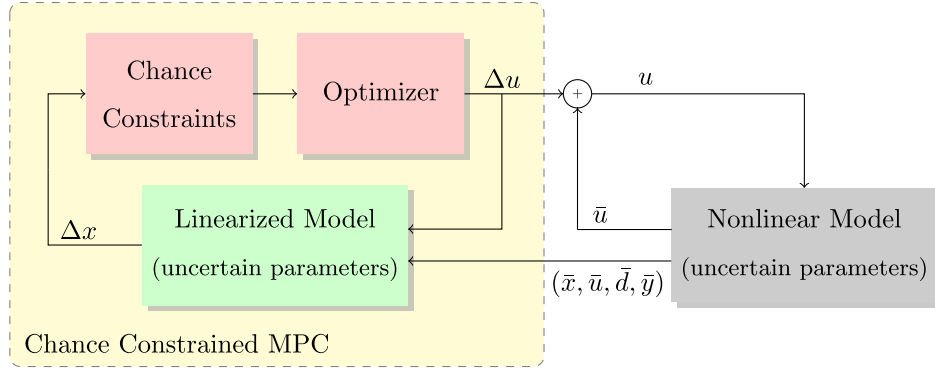 Chance
Constraints
Optimizer
Δu
+
u
Linearized Model
(uncertain parameters)
Δx
ū
Nonlinear Model
(uncertain parameters)
(x̄, ū, d̄, ȳ)
Chance Constrained MPC